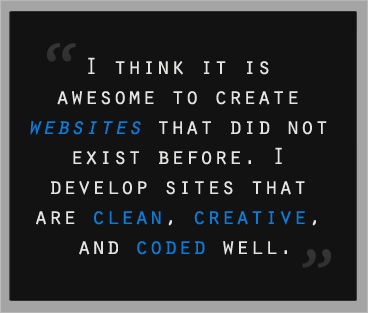 “ I THINK IT IS
AWESOME TO CREATE
WEBSITES THAT DID NOT
EXIST BEFORE. I
DEVELOP SITES THAT
ARE CLEAN, CREATIVE,
AND CODED WELL. ”